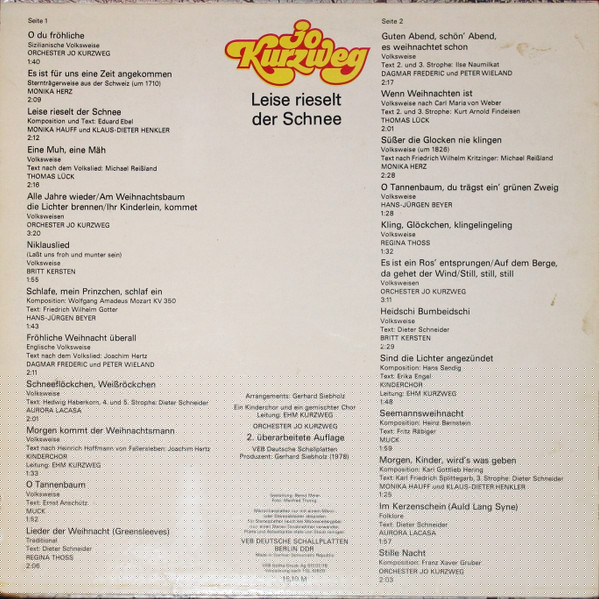 Seite 1
O du fröhliche
Sizilianische Volksweise
ORCHESTER JO KURZWEG
1:40
Es ist für uns eine Zeit angekommen
Sternträgerweise aus der Schweiz (um 1710)
MONIKA HERZ
2:09
Leise rieselt der Schnee
Komposition und Text: Eduard Ebel
MONIKA HAUFF und KLAUS-DIETER HENKLER
2:12
Eine Muh, eine Mäh
Volksweise
Text nach dem Volkslied: Michael Reißland
THOMAS LÜCK
2:16
Alle Jahre wieder/Am Weihnachtsbaum
die Lichter brennen/Ihr Kinderlein, kommet
Volksweisen
ORCHESTER JO KURZWEG
3:20
Niklauslied
(Laßt uns froh und munter sein)
Volksweise
BRITT KERSTEN
1:55
Schlafe, mein Prinzchen, schlaf ein
Komposition: Wolfgang Amadeus Mozart KV 350
Text: Friedrich Wilhelm Gotter
HANS-JÜRGEN BEYER
1:43
Fröhliche Weihnacht überall
Englische Volksweise
Text nach dem Volkslied: Joachim Hertz
DAGMAR FREDERIC und PETER WIELAND
2:11
Schneeflöckchen, Weißröckchen
Volksweise
Text: Hedwig Haberkorn, 4. und 5. Strophe: Dieter Schneider
AURORA LACASA
2:01
Morgen kommt der Weihnachtsmann
Volksweise
Text nach Heinrich Hoffmann von Fallersleben: Joachim Hertz
KINDERCHOR
Leitung: EHM KURZWEG
1:33
O Tannenbaum
Volksweise
Text: Ernst Anschütz
MUCK
1:52
Lieder der Weihnacht (Greensleeves)
Traditional
Text: Dieter Schneider
REGINA THOSS
2:06
jo
Kurzweg
Leise rieselt
der Schnee
Arrangements: Gerhard Siebholz
Ein Kinderchor und ein gemischter Chor
Leitung: EHM KURZWEG
ORCHESTER JO KURZWEG
2. überarbeitete Auflage
VEB Deutsche Schallplatten
Produzent: Gerhard Siebholz (1978)
Gestaltung: Bernd Meier
Foto: Manfred Thonig
VEB DEUTSCHE SCHALLPLATTEN
BERLIN DDR
Made in German Democratic Republic
16,10 M
Seite 2
Guten Abend, schön' Abend,
es weihnachtet schon
Volksweise
Text 2. und 3. Strophe: Ilse Naumilkat
DAGMAR FREDERIC und PETER WIELAND
2:17
Wenn Weihnachten ist
Volksweise nach Carl Maria von Weber
Text 2. und 3. Strophe: Kurt Arnold Findeisen
THOMAS LÜCK
2:01
Süßer die Glocken nie klingen
Volksweise (um 1826)
Text nach Friedrich Wilhelm Kritzinger: Michael Reißland
MONIKA HERZ
2:28
O Tannenbaum, du trägst ein' grünen Zweig
Volksweise
HANS-JÜRGEN BEYER
1:28
Kling, Glöckchen, klingelingeling
Volksweise
REGINA THOSS
1:32
Es ist ein Ros' entsprungen/Auf dem Berge,
da gehet der Wind/Still, still, still
Volksweisen
ORCHESTER JO KURZWEG
3:11
Heidschi Bumbeidschi
Volksweise
Text: Dieter Schneider
BRITT KERSTEN
2:29
Sind die Lichter angezündet
Komposition: Hans Sendig
Text: Erika Engel
KINDERCHOR
Leitung: EHM KURZWEG
1:48
Seemannsweihnacht
Komposition: Heinz Bernstein
Text: Fritz Räbiger
MUCK
1:59
Morgen, Kinder, wird's was geben
Komposition: Karl Gottlieb Hering
Text: Karl Friedrich Splittegarb, 3. Strophe: Dieter Schneider
MONIKA HAUFF und KLAUS-DIETER HENKLER
1:25
Im Kerzenschein (Auld Lang Syne)
Folklore
Text: Dieter Schneider
AURORA LACASA
1:57
Stille Nacht
Komposition: Franz Xaver Gruber
ORCHESTER JO KURZWEG
2:03